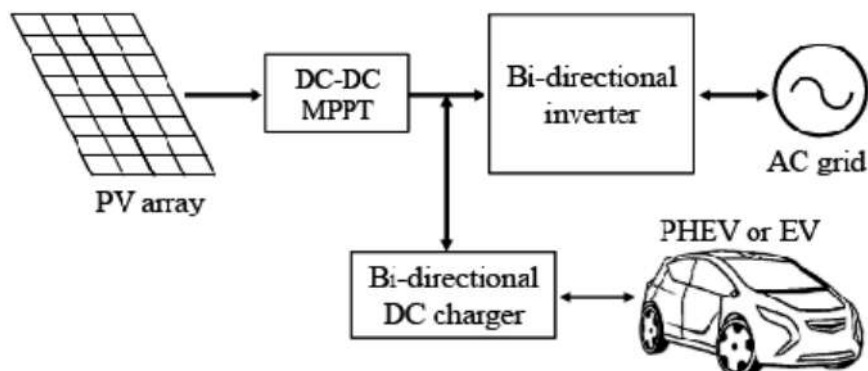 DC-DC
MPPT
Bi-directional
inverter
AC grid
PV array
PHEV or EV
Bi-directional
DC charger